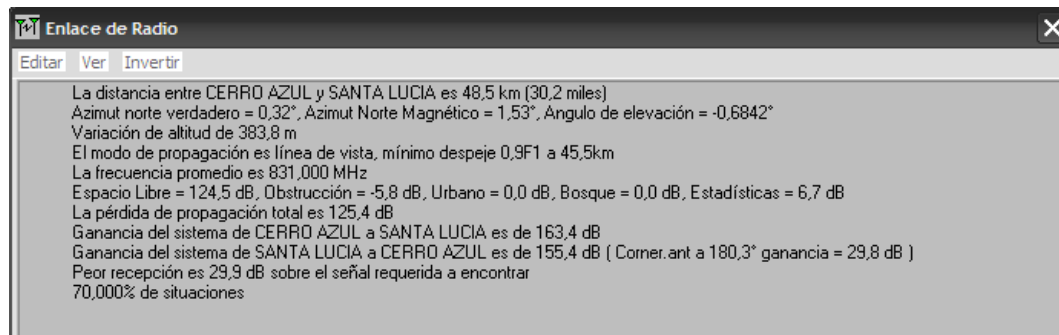 Enlace de Radio
Editar Ver Invertir
La distancia entre CERRO AZUL y SANTA LUCIA es 48,5 km (30,2 miles)
Azimut norte verdadero = 0,32°, Azimut Norte Magnético = 1,53°, Angulo de elevación = -0,6842°
Variación de altitud de 383,8 m
El modo de propagación es línea de vista, mínimo despeje 0,9F1 a 45,5km
La frecuencia promedio es 831,000 MHz
Espacio Libre = 124,5 dB, Obstrucción = -5,8 dB, Urbano = 0,0 dB, Bosque = 0,0 dB, Estadísticas = 6,7 dB
La pérdida de propagación total es 125,4 dB
Ganancia del sistema de CERRO AZUL a SANTA LUCIA es de 163,4 dB
Ganancia del sistema de SANTA LUCIA a CERRO AZUL es de 155,4 dB ( Corner.ant a 180,3° ganancia = 29,8 dB )
Peor recepción es 29,9 dB sobre el señal requerida a encontrar
70,000% de situaciones